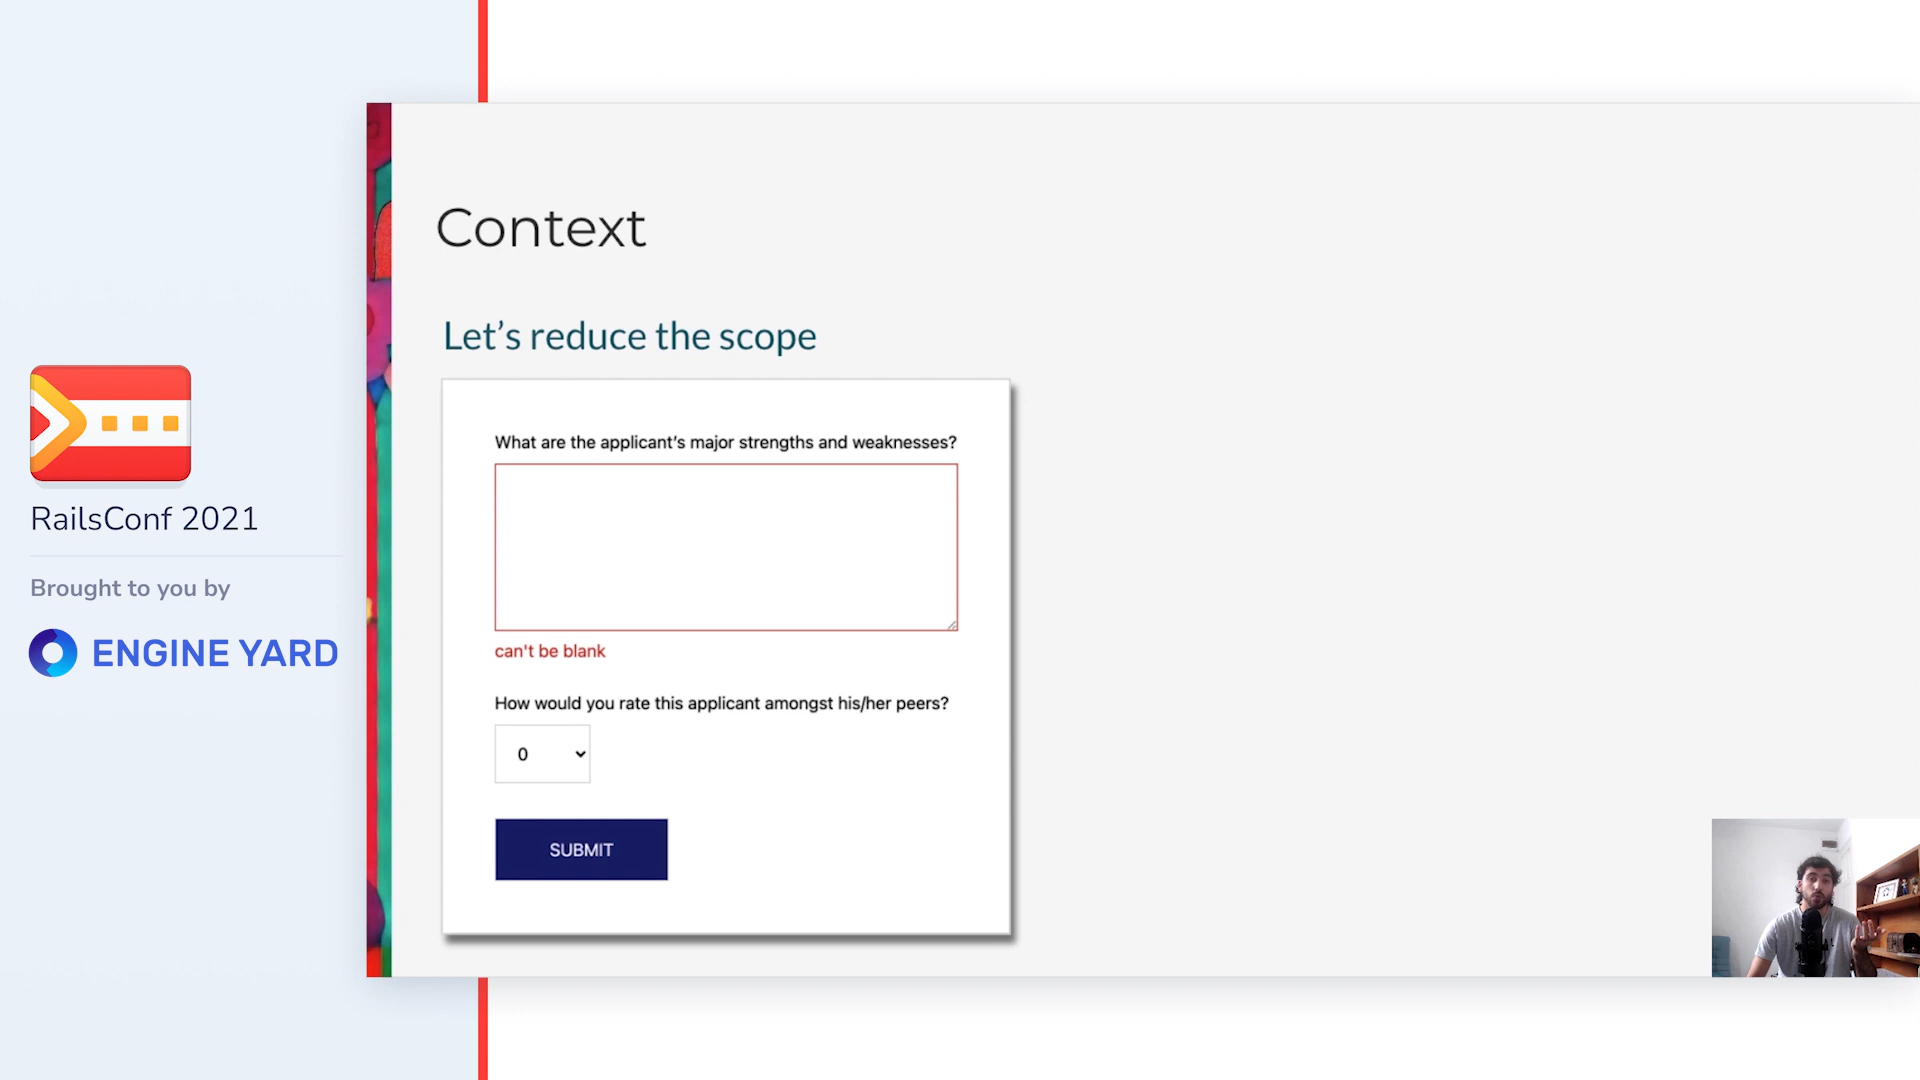 RailsConf 2021
Brought to you by
ENGINE YARD
Context
Let’s reduce the scope
What are the applicant’s major strengths and weaknesses?
can't be blank
How would you rate this applicant amongst his/her peers?
0
SUBMIT